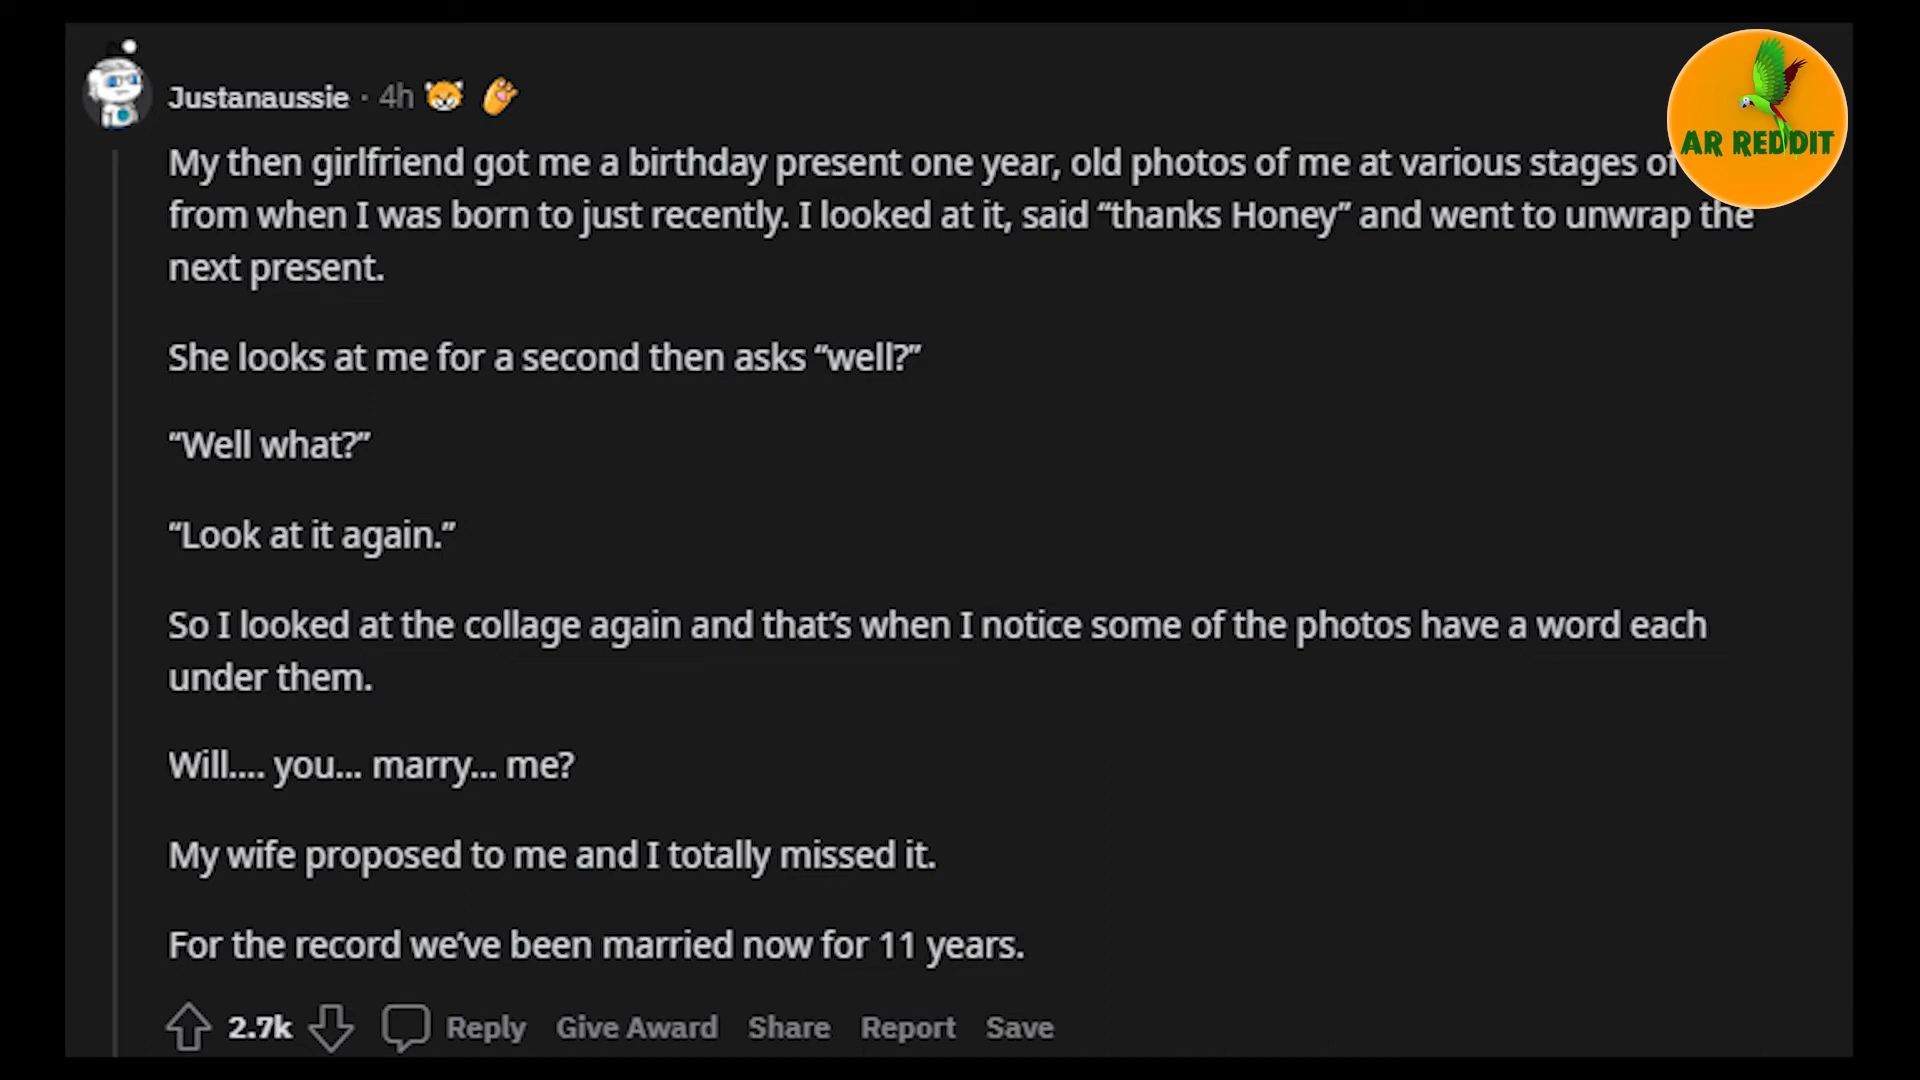 Justanaussie · 4h
AR REDDIT
My then girlfriend got me a birthday present one year, old photos of me at various stages of
from when I was born to just recently. I looked at it, said “thanks Honey” and went to unwrap the
next present.
She looks at me for a second then asks “well?”
“Well what?”
“Look at it again.”
So I looked at the collage again and that’s when I notice some of the photos have a word each
under them.
Will.... you... marry... me?
My wife proposed to me and I totally missed it.
For the record we’ve been married now for 11 years.
2.7k Reply Give Award Share Report Save